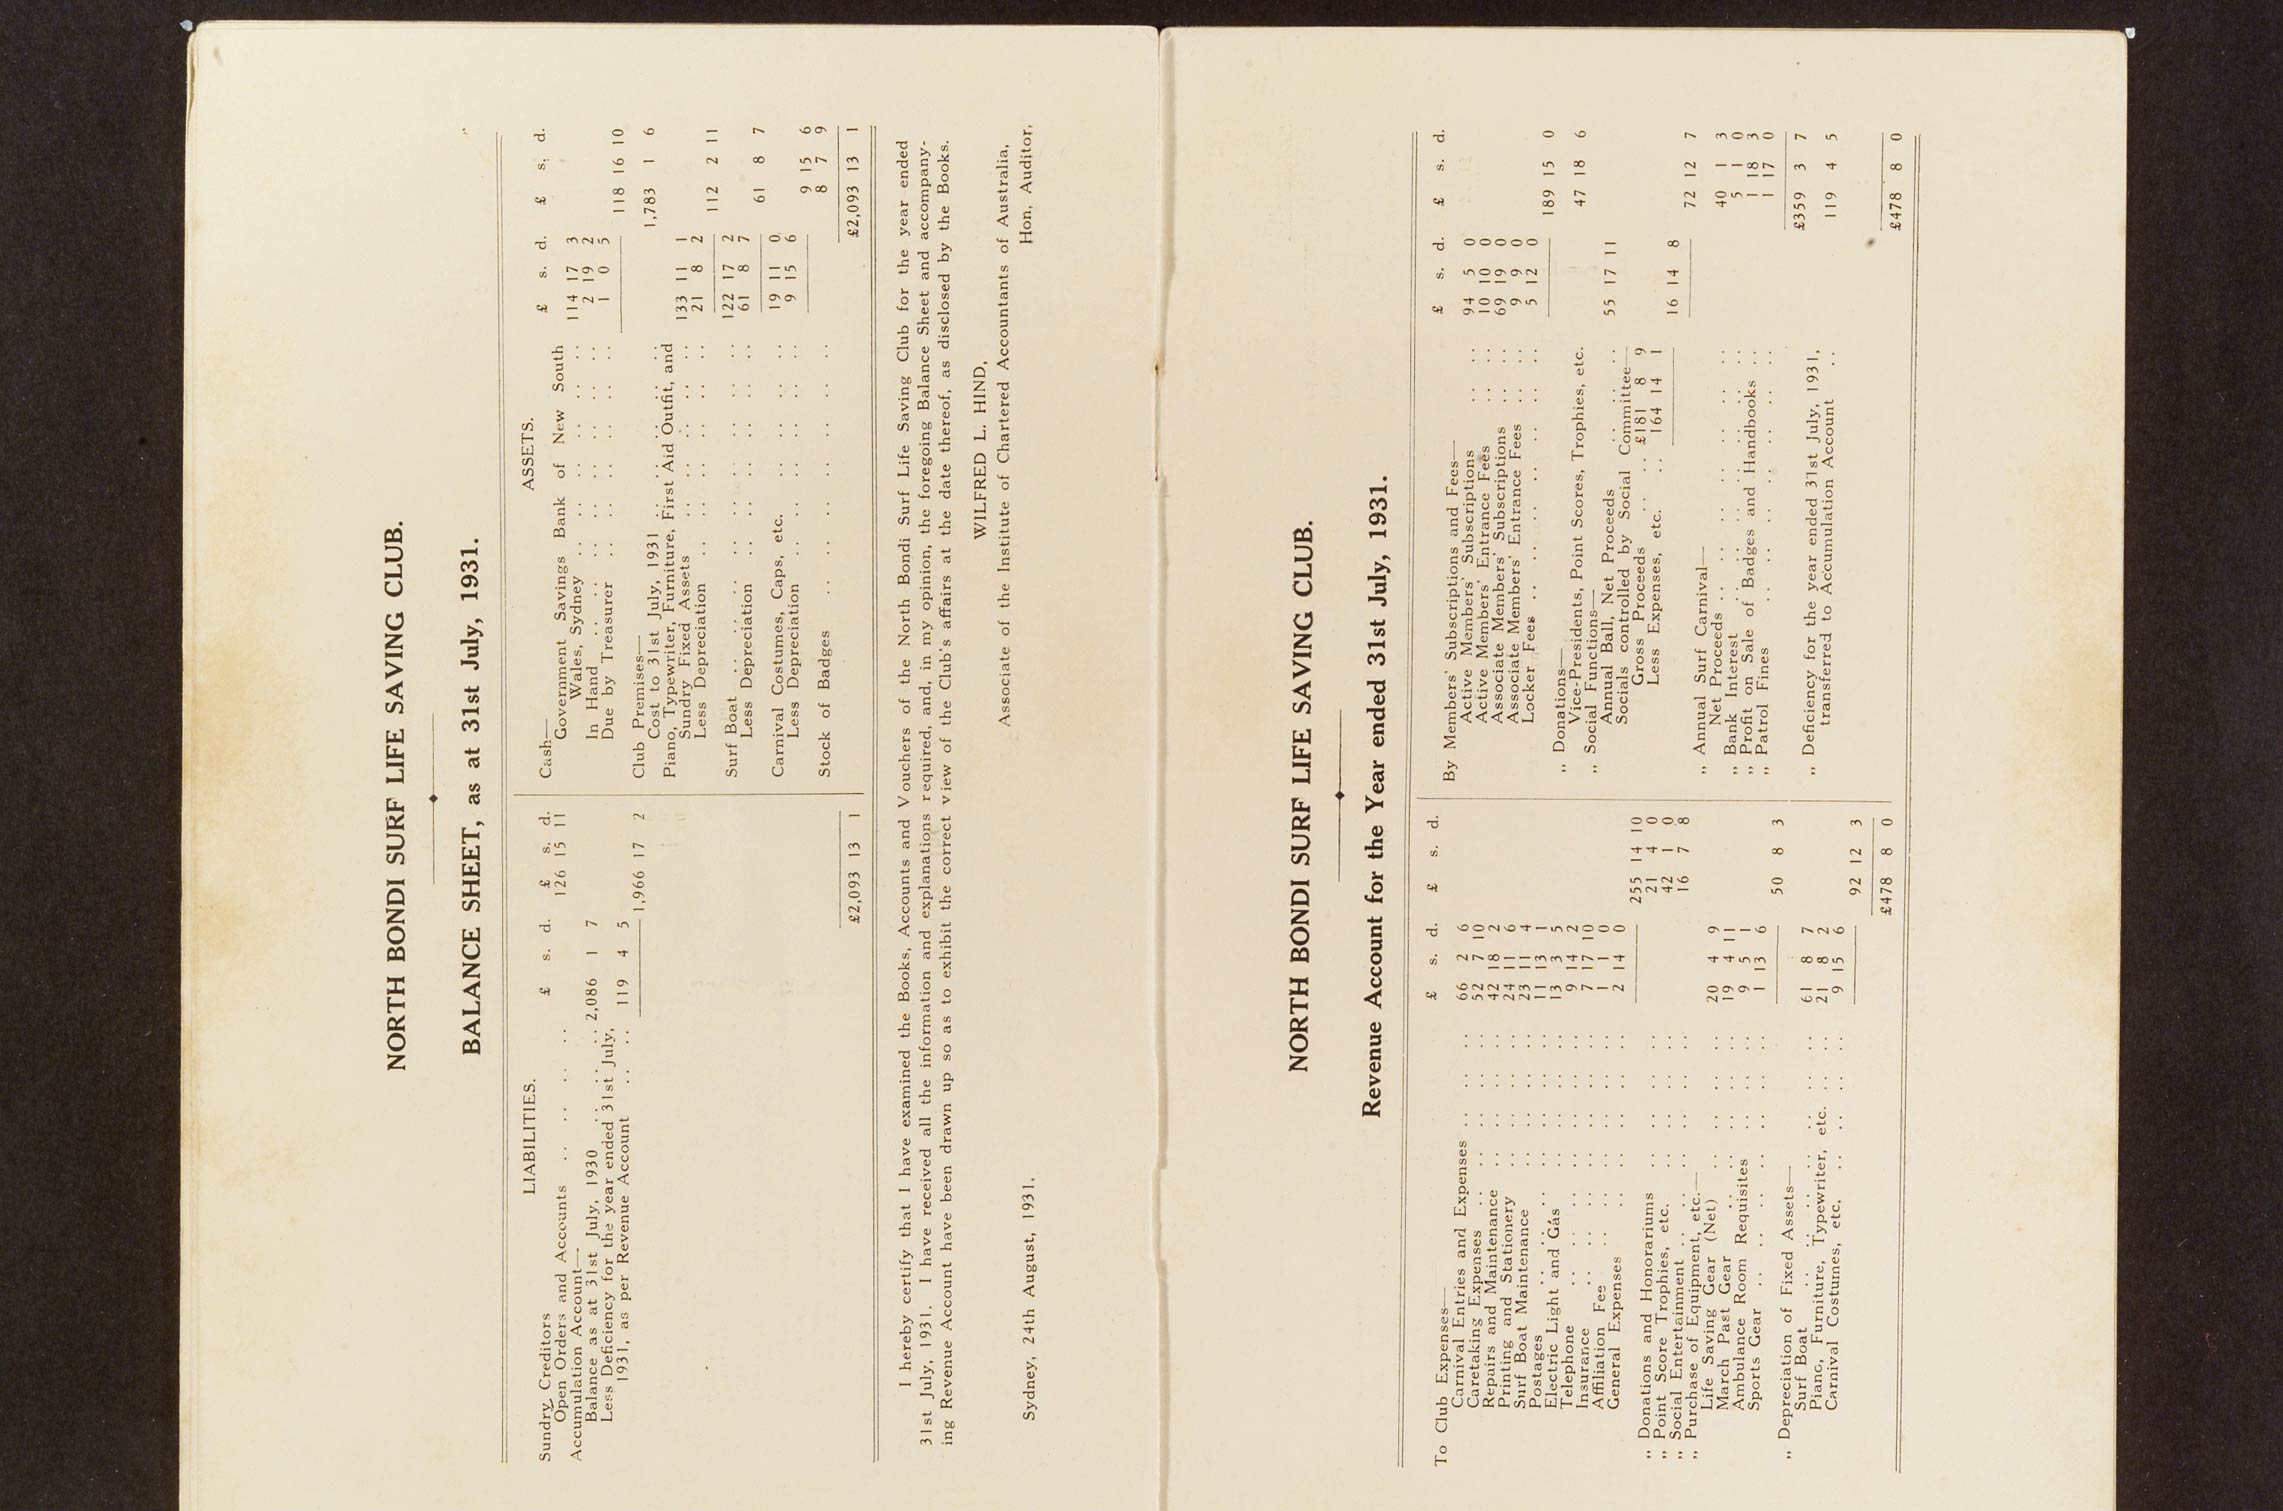 NORTH BONDI SURF LIFE SAVING CLUB.
BALANCE SHEET, as at 31st July, 1931.
LIABILITIES.
£ s. d. £ s. d.
Sundry Creditors
Open Orders and Accounts .. .. .. .. 126 15 11
Accumulation Account—
Balance as at 31st July, 1930 .. .. .. 2,086 1 7
Less Deficiency for the year ended 31st July,
1931, as per Revenue Account .. .. 119 4 5
1,966 17 2
£2,093 13 1
ASSETS.
£ s. d. £ s. d.
Cash—
Government Savings Bank of New South
Wales, Sydney .. .. .. .. .. 114 17 3
In Hand .. .. .. .. .. .. 2 19 2
Due by Treasurer .. .. .. .. .. 1 0 5
118 16 10
Club Premises—
Cost to 31st July, 1931 .. .. .. .. 1,783 1 6
Piano, Typewriter, Furniture, First Aid Outfit, and
Sundry Fixed Assets .. .. .. .. 133 11 1
Less Depreciation .. .. .. .. .. 21 8 2
112 2 11
Surf Boat .. .. .. .. .. .. 122 17 2
Less Depreciation .. .. .. .. .. 61 8 7
61 8 7
Carnival Costumes, Caps, etc. .. .. .. 19 11 0
Less Depreciation .. .. .. .. .. 9 15 6
9 15 6
Stock of Badges .. .. .. .. .. 8 7 9
£2,093 13 1
I hereby certify that I have examined the Books, Accounts and Vouchers of the North Bondi Surf Life Saving Club for the year ended
31st July, 1931. I have received all the information and explanations required, and, in my opinion, the foregoing Balance Sheet and accompany-
ing Revenue Account have been drawn up so as to exhibit the correct view of the Club's affairs at the date thereof, as disclosed by the Books.
WILFRED L. HIND,
Associate of the Institute of Chartered Accountants of Australia,
Sydney, 24th August, 1931. Hon. Auditor,
NORTH BONDI SURF LIFE SAVING CLUB.
Revenue Account for the Year ended 31st July, 1931.
£ s. d. £ s. d.
To Club Expenses—
Carnival Entries and Expenses .. .. .. 66 2 6
Caretaking Expenses .. .. .. .. .. 52 7 10
Repairs and Maintenance .. .. .. .. 42 18 2
Printing and Stationery .. .. .. .. 24 11 6
Surf Boat Maintenance .. .. .. .. 23 11 4
Postages .. .. .. .. .. .. 11 13 1
Electric Light and Gas .. .. .. .. 13 3 5
Telephone .. .. .. .. .. .. 9 14 2
Insurance .. .. .. .. .. .. 7 17 10
Affiliation Fee .. .. .. .. .. 1 1 0
General Expenses .. .. .. .. .. 2 14 0
255 14 10
„ Donations and Honorariums .. .. .. .. 21 4 0
„ Point Score Trophies, etc. .. .. .. .. 42 1 0
„ Social Entertainment .. .. .. .. .. 16 7 8
„ Purchase of Equipment, etc.—
Life Saving Gear (Net) .. .. .. .. 20 4 9
March Past Gear .. .. .. .. .. 19 4 11
Ambulance Room Requisites .. .. .. 9 5 1
Sports Gear .. .. .. .. .. .. 1 13 6
50 8 3
„ Depreciation of Fixed Assets—
Surf Boat .. .. .. .. .. .. 61 8 7
Piano, Furniture, Typewriter, etc. .. .. .. 21 8 2
Carnival Costumes, etc. .. .. .. .. 9 15 6
92 12 3
£478 8 0
£ s. d. £ s. d.
By Members' Subscriptions and Fees—
Active Members' Subscriptions .. .. 94 5 0
Active Members' Entrance Fees .. .. 10 10 0
Associate Members' Subscriptions .. .. 69 19 0
Associate Members' Entrance Fees .. .. 9 9 0
Locker Fees .. .. .. .. .. .. 5 12 0
189 15 0
„ Donations—
Vice-Presidents, Point Scores, Trophies, etc. 47 18 6
„ Social Functions—
Annual Ball, Net Proceeds .. .. .. 55 17 11
Socials controlled by Social Committee—
Gross Proceeds .. .. £181 8 9
Less Expenses, etc. .. .. 164 14 1
16 14 8
72 12 7
„ Annual Surf Carnival—
Net Proceeds .. .. .. .. .. .. 40 1 3
„ Bank Interest .. .. .. .. .. .. 5 1 0
„ Profit on Sale of Badges and Handbooks .. .. 1 18 3
„ Patrol Fines .. .. .. .. .. .. 1 17 0
£359 3 7
„ Deficiency for the year ended 31st July, 1931,
transferred to Accumulation Account .. 119 4 5
£478 8 0